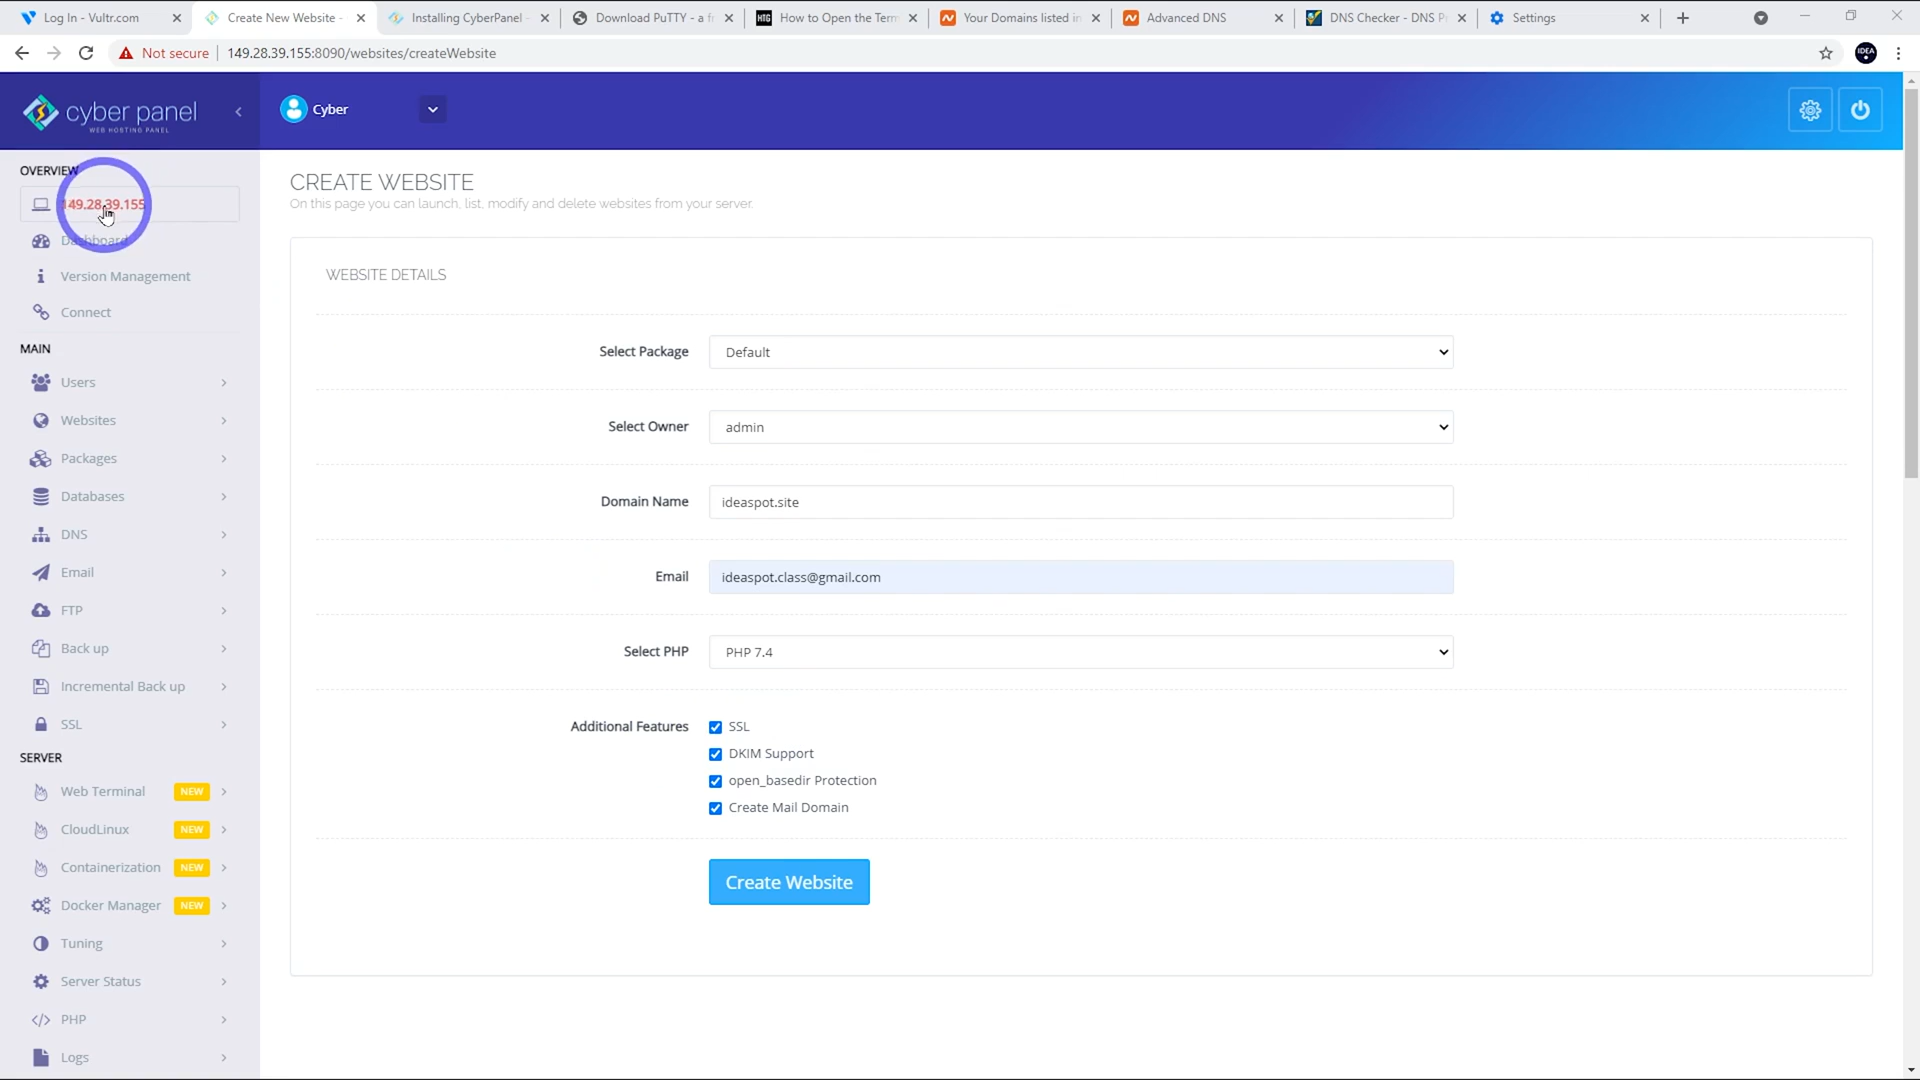 Log In - Vultr.com
Create New Website -
Installing CyberPanel -
Download PuTTY - a f
How to Open the Tern
Your Domains listed in
Advanced DNS
DNS Checker - DNS P
Settings
Not secure
149.28.39.155:8090/websites/createWebsite
IDEA
cyber panel
WEB HOSTING PANEL
Cyber
OVERVIEW
149.28.39.155
Dashboard
Version Management
Connect
MAIN
Users
Websites
Packages
Databases
DNS
Email
FTP
Back up
Incremental Back up
SSL
SERVER
Web Terminal NEW
CloudLinux NEW
Containerization NEW
Docker Manager NEW
Tuning
Server Status
PHP
Logs
CREATE WEBSITE
On this page you can launch, list, modify and delete websites from your server.
WEBSITE DETAILS
Select Package Default
Select Owner admin
Domain Name ideaspot.site
Email ideaspot.class@gmail.com
Select PHP PHP 7.4
Additional Features SSL
DKIM Support
open_basedir Protection
Create Mail Domain
Create Website